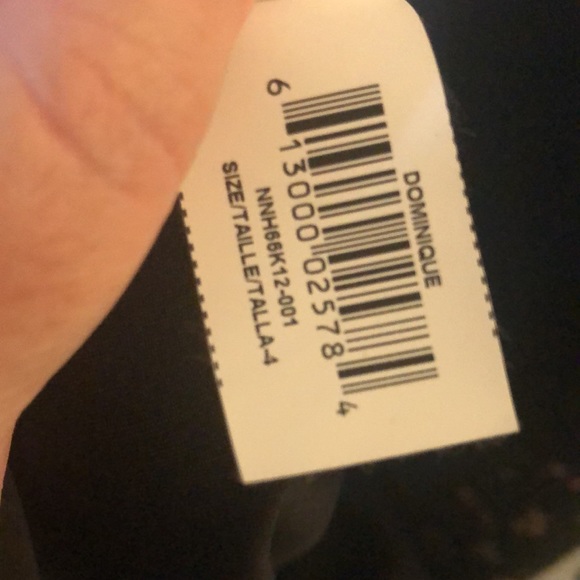 DOMINIQUE
6 13000 02578 4
NNH66K12-001
SIZE/TAILLE/TALLA-4